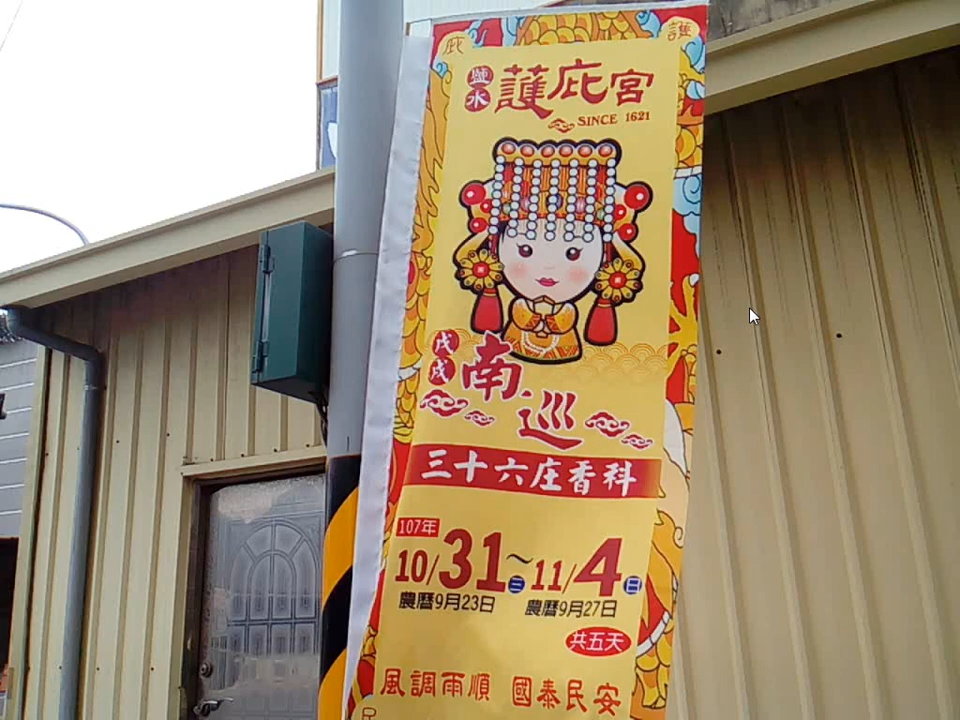 庇 護
鹽水 護庇宮
SINCE 1621
戊戌 南巡
三十六庄香科
107年
10/31三~11/4日
農曆9月23日 農曆9月27日
共五天
風調雨順 國泰民安